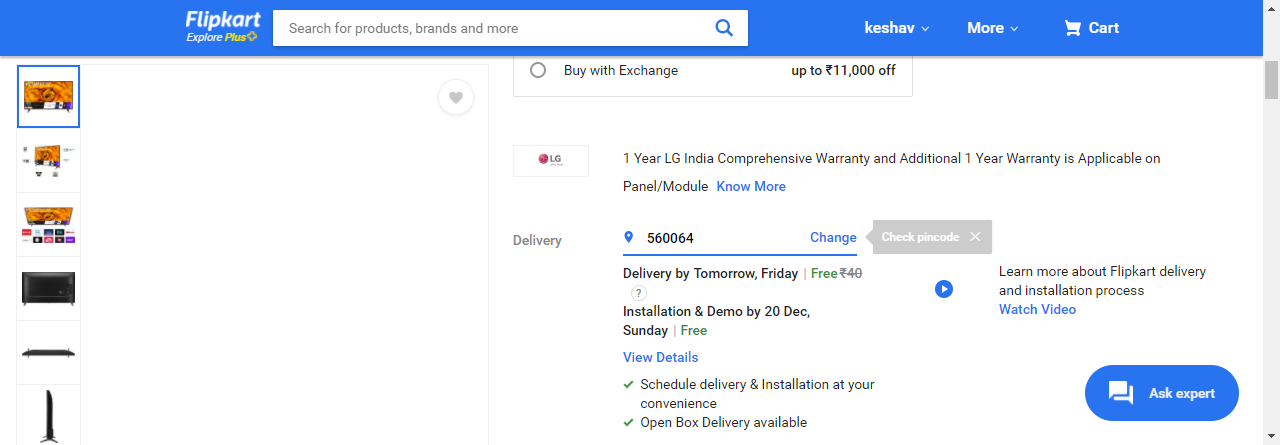 Flipkart
Explore Plus
Search for products, brands and more
keshav
More
Cart
Buy with Exchange
up to ₹11,000 off
LG
1 Year LG India Comprehensive Warranty and Additional 1 Year Warranty is Applicable on
Panel/Module Know More
Delivery
560064
Change
Check pincode
Delivery by Tomorrow, Friday | Free ₹40
?
Installation & Demo by 20 Dec,
Sunday | Free
View Details
Schedule delivery & Installation at your
convenience
Open Box Delivery available
Learn more about Flipkart delivery
and installation process
Watch Video
Ask expert